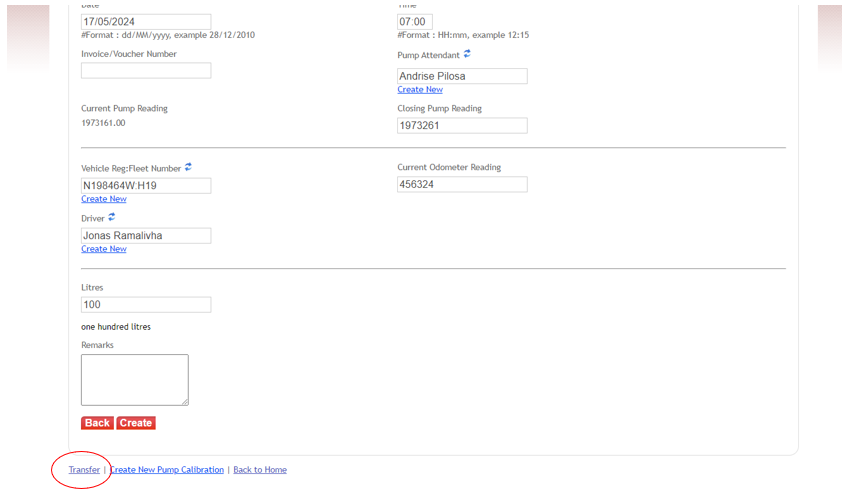 Date Time
17/05/2024 07:00
#Format : dd/MM/yyyy, example 28/12/2010 #Format : HH:mm, example 12:15
Invoice/Voucher Number Pump Attendant
Andrise Pilosa
Create New
Current Pump Reading Closing Pump Reading
1973161.00 1973261
Vehicle Reg:Fleet Number Current Odometer Reading
N198464W:H19 456324
Create New
Driver
Jonas Ramalivha
Create New
Litres
100
one hundred litres
Remarks
Back Create
Transfer | Create New Pump Calibration | Back to Home